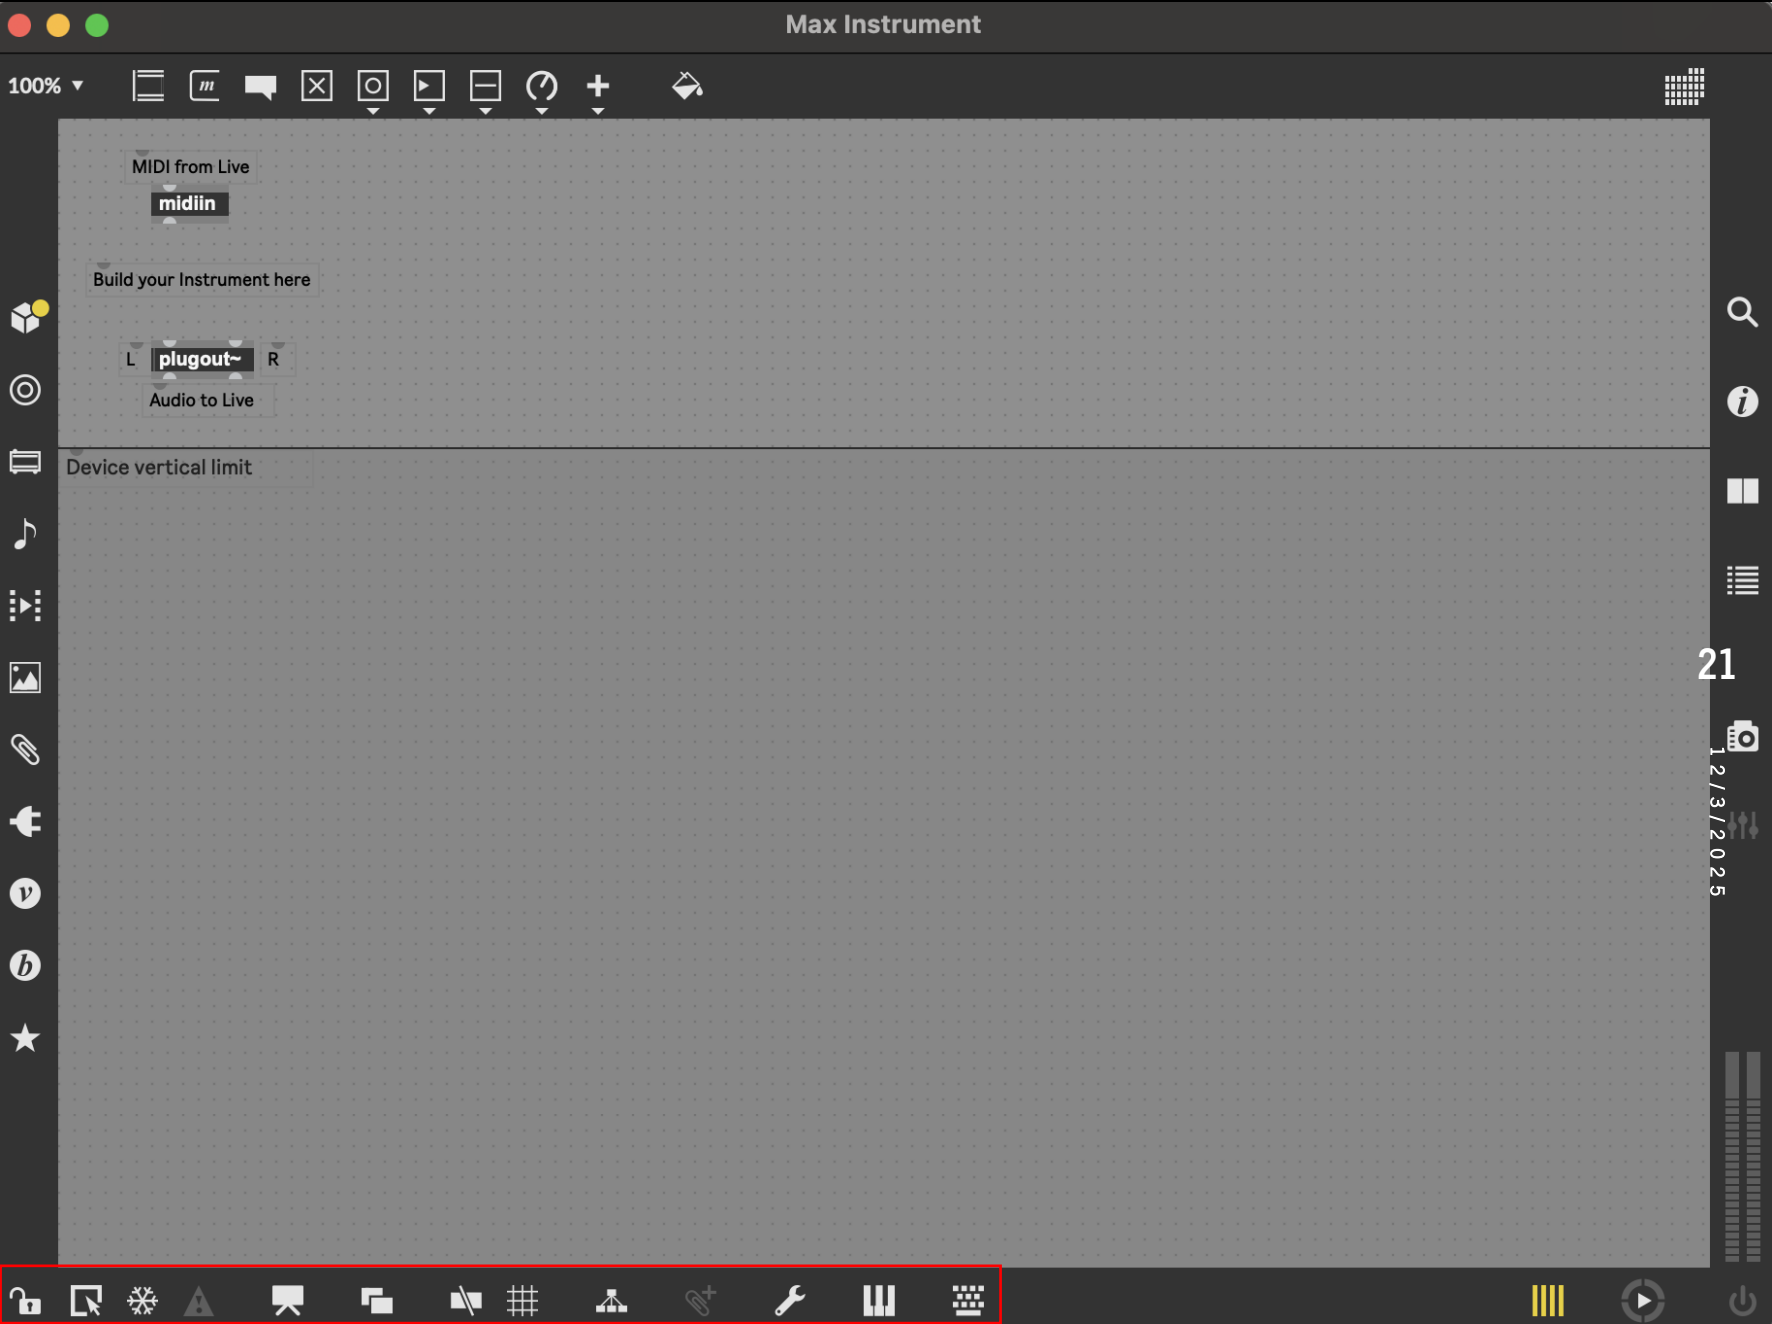 Max Instrument
100%
m
MIDI from Live
midiin
Build your Instrument here
L plugout~ R
Audio to Live
Device vertical limit
i
21
12/3/2025
v
b